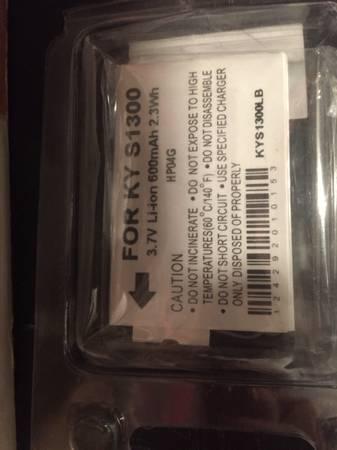 FOR KY S1300
3.7V Li-ion 600mAh 2.3Wh
HP04G
CAUTION
• DO NOT INCINERATE • DO NOT EXPOSE TO HIGH
TEMPERATURES(60°C/140°F) • DO NOT DISASSEMBLE
• DO NOT SHORT CIRCUIT • USE SPECIFIED CHARGER
ONLY DISPOSED OF PROPERLY
KYS1300LB
124292010153